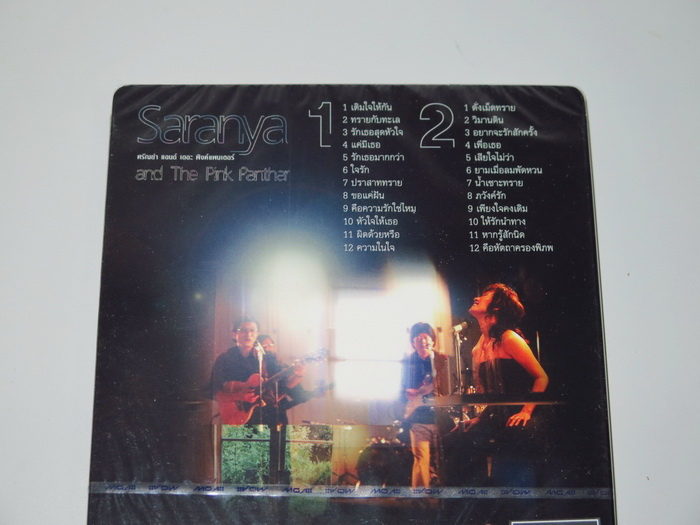 Saranya
ศรัณย่า แอนด์ เดอะ พิงค์แพนเตอร์
and The Pink Panther
1
1 เติมใจให้กัน
2 ทรายกับทะเล
3 รักเธอสุดหัวใจ
4 แค่มีเธอ
5 รักเธอมากกว่า
6 ใจรัก
7 ปราสาททราย
8 ขอแค่ฝัน
9 คือความรักใช่ไหม
10 หัวใจให้เธอ
11 ผิดด้วยหรือ
12 ความในใจ
2
1 ดั่งเม็ดทราย
2 วิมานดิน
3 อยากจะรักสักครั้ง
4 เพื่อเธอ
5 เสียใจไม่ว่า
6 ยามเมื่อลมพัดหวน
7 น้ำเซาะทราย
8 ภวังค์รัก
9 เพียงใจคงเดิม
10 ให้รักนำทาง
11 หากรู้สักนิด
12 คือหัตถาครองพิภพ